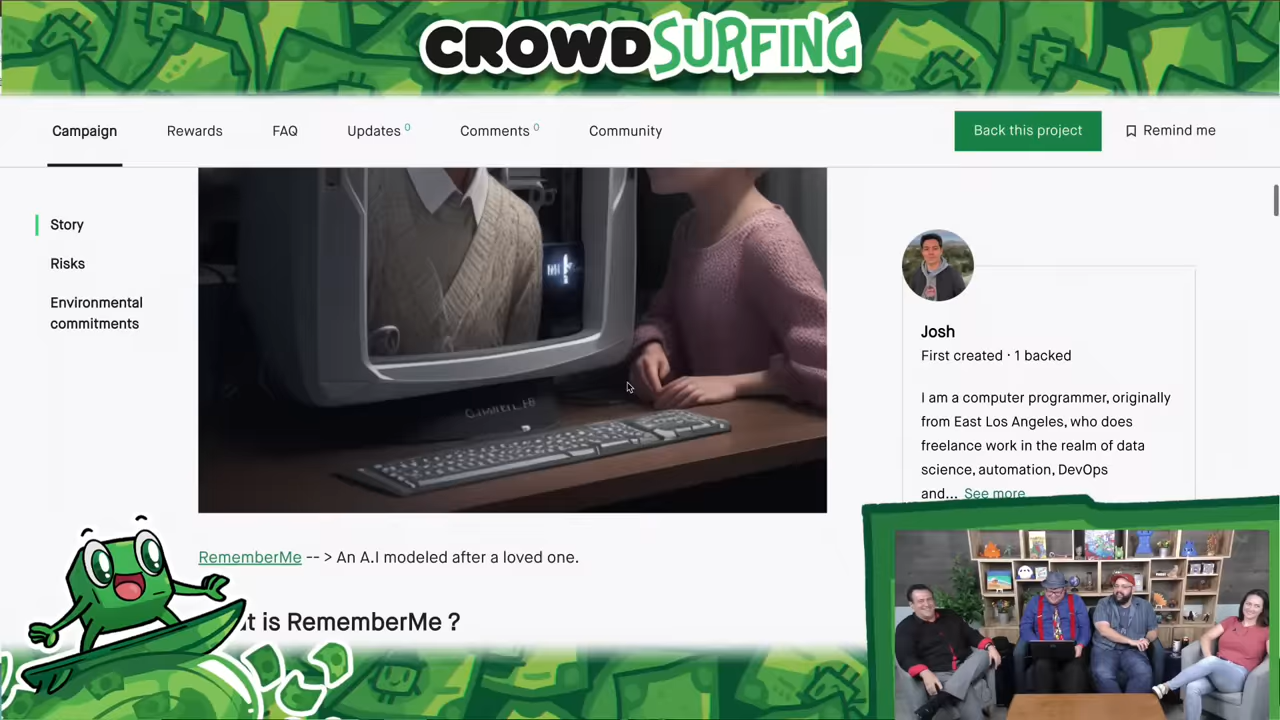 CROWDSURFING
Campaign
Rewards
FAQ
Updates 0
Comments 0
Community
Back this project
Remind me
Story
Risks
Environmental
commitments
Josh
First created · 1 backed
I am a computer programmer, originally
from East Los Angeles, who does
freelance work in the realm of data
science, automation, DevOps
and... See more
RememberMe -- > An A.I modeled after a loved one.
t is RememberMe ?